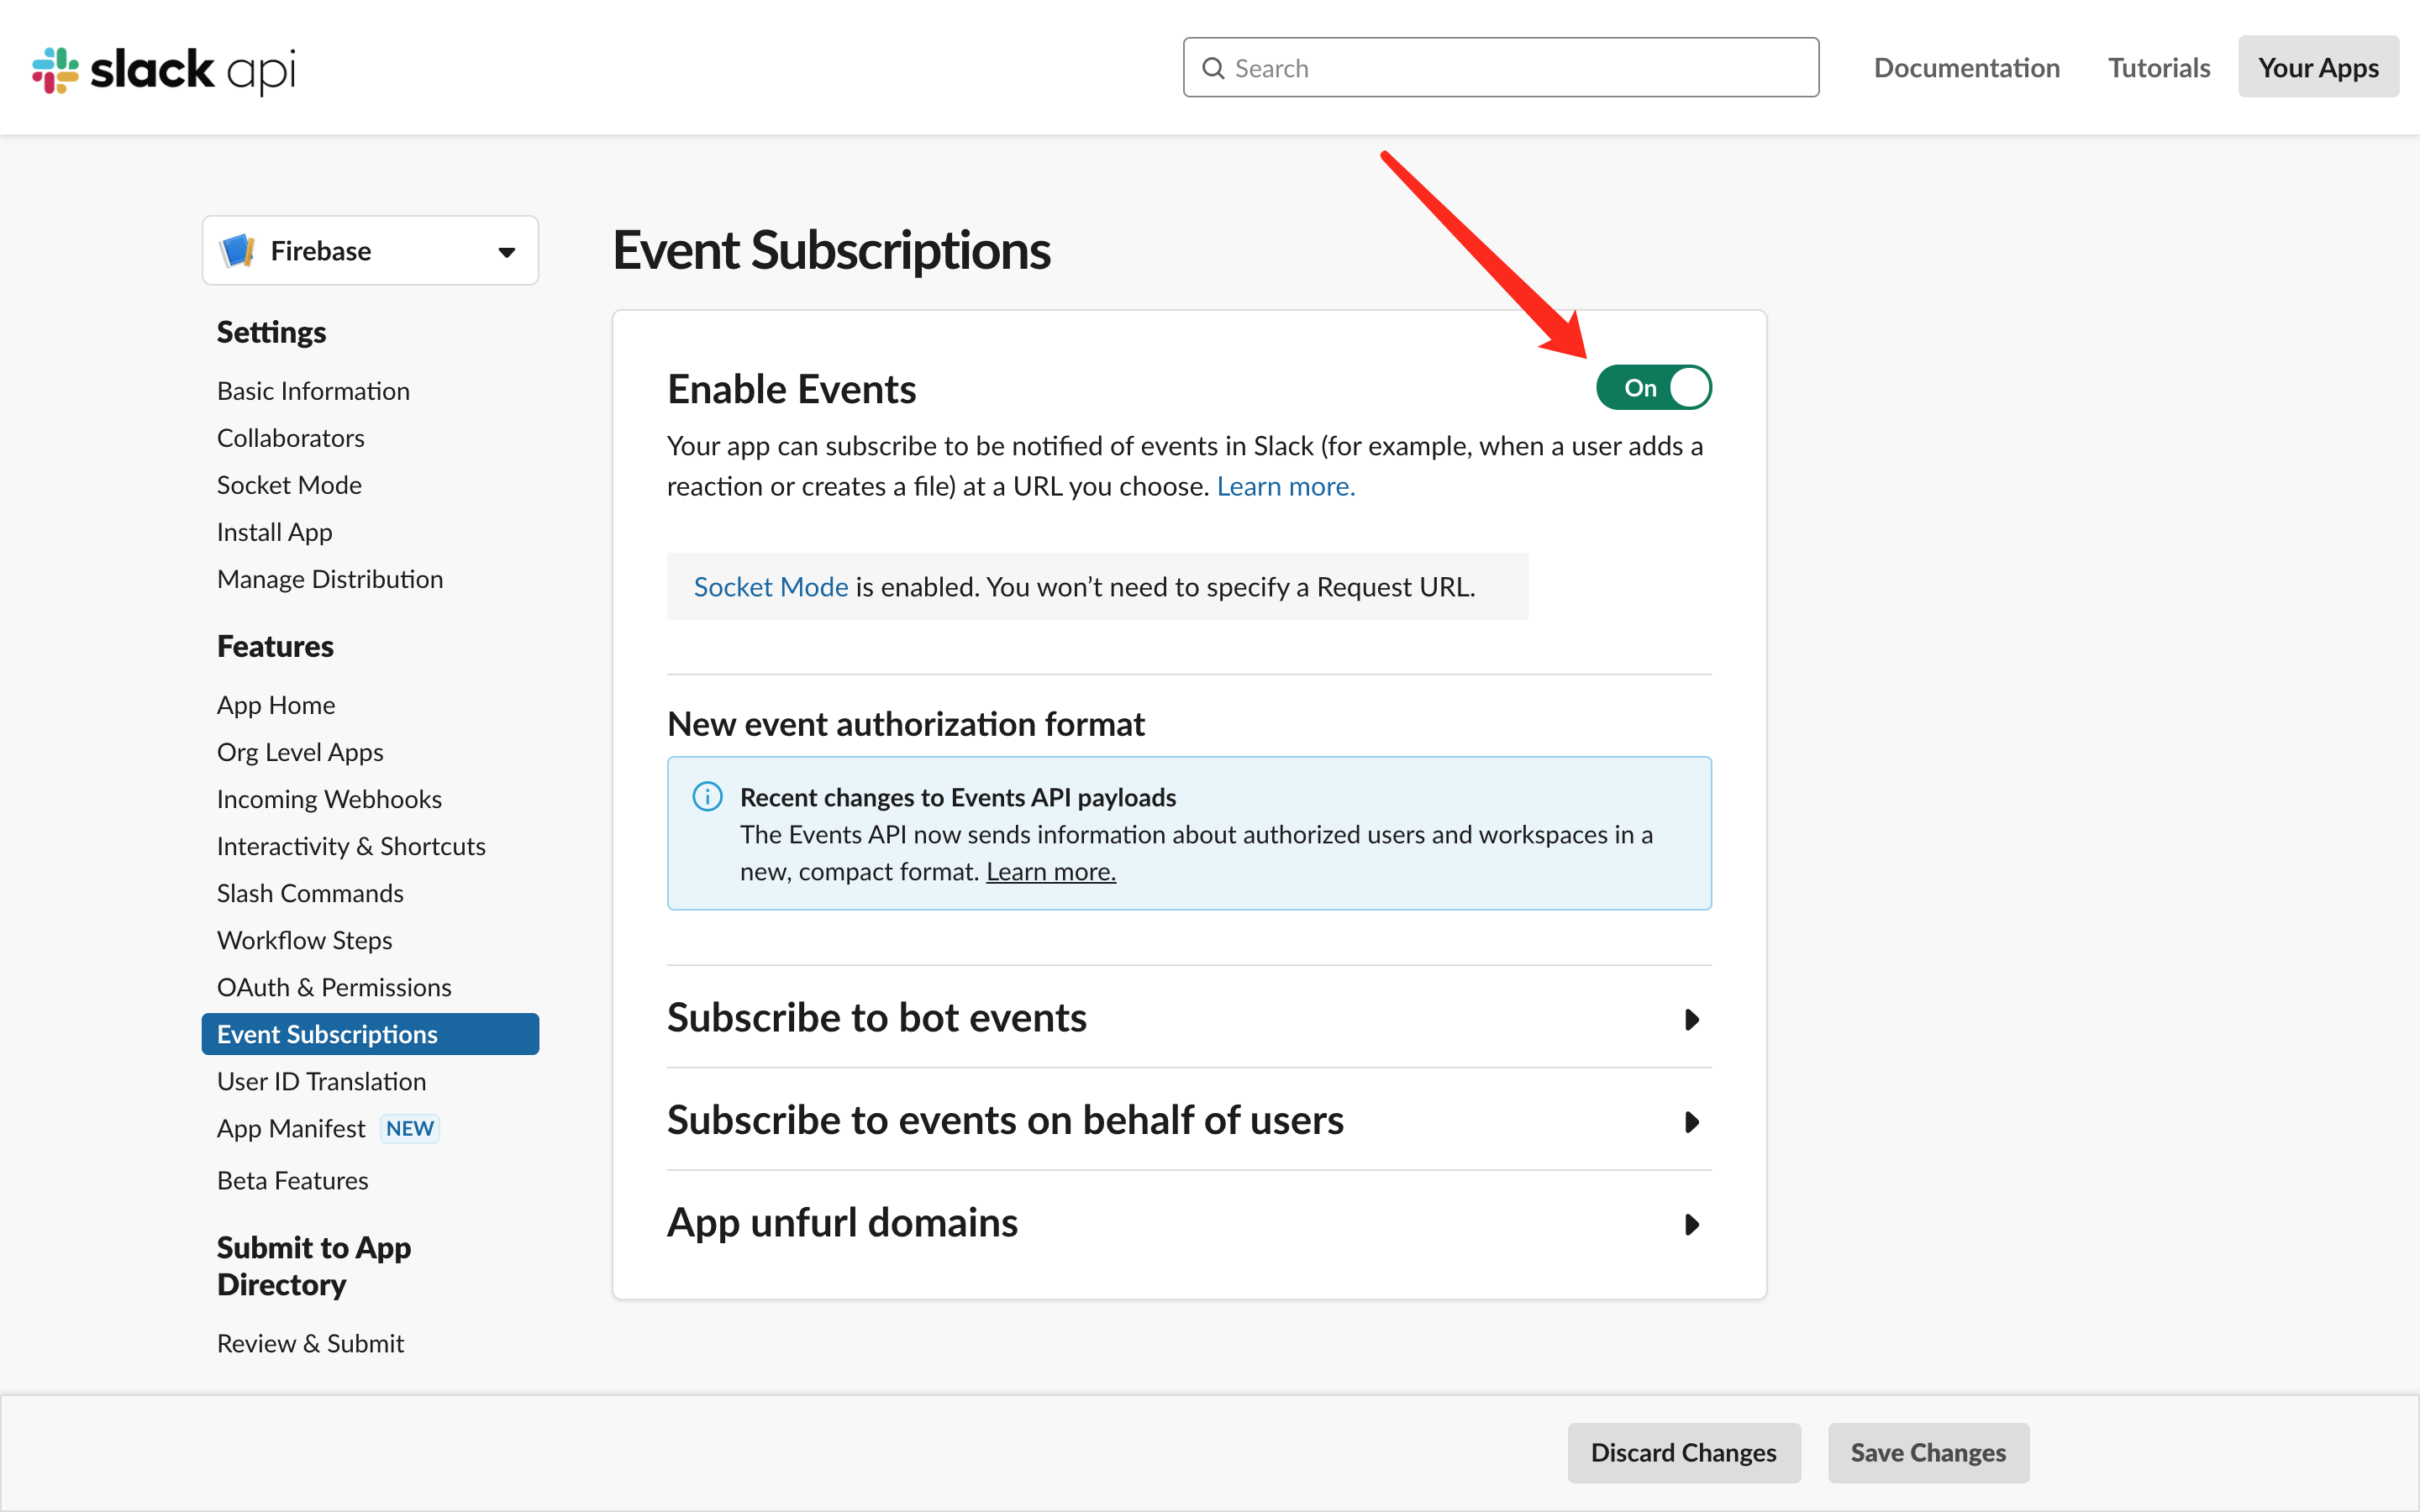 slack api
Search
Documentation
Tutorials
Your Apps
Firebase
Settings
Basic Information
Collaborators
Socket Mode
Install App
Manage Distribution
Features
App Home
Org Level Apps
Incoming Webhooks
Interactivity & Shortcuts
Slash Commands
Workflow Steps
OAuth & Permissions
Event Subscriptions
User ID Translation
App Manifest NEW
Beta Features
Submit to App
Directory
Review & Submit
Event Subscriptions
Enable Events
On
Your app can subscribe to be notified of events in Slack (for example, when a user adds a
reaction or creates a file) at a URL you choose. Learn more.
Socket Mode is enabled. You won’t need to specify a Request URL.
New event authorization format
Recent changes to Events API payloads
The Events API now sends information about authorized users and workspaces in a
new, compact format. Learn more.
Subscribe to bot events
Subscribe to events on behalf of users
App unfurl domains
Discard Changes
Save Changes